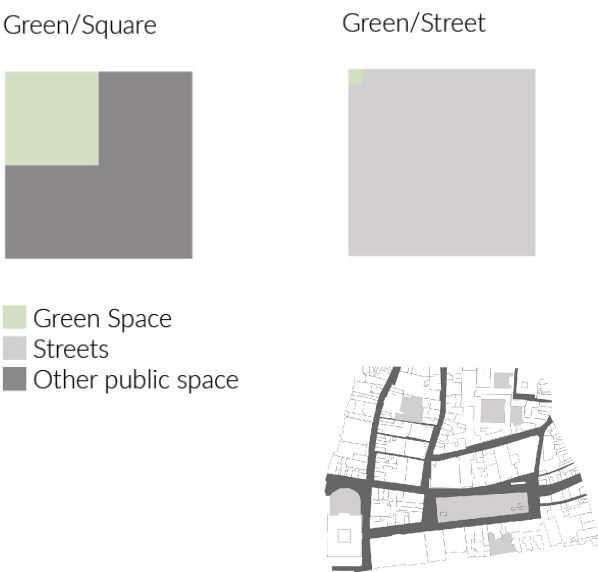 Green/Square
Green/Street
Green Space
Streets
Other public space